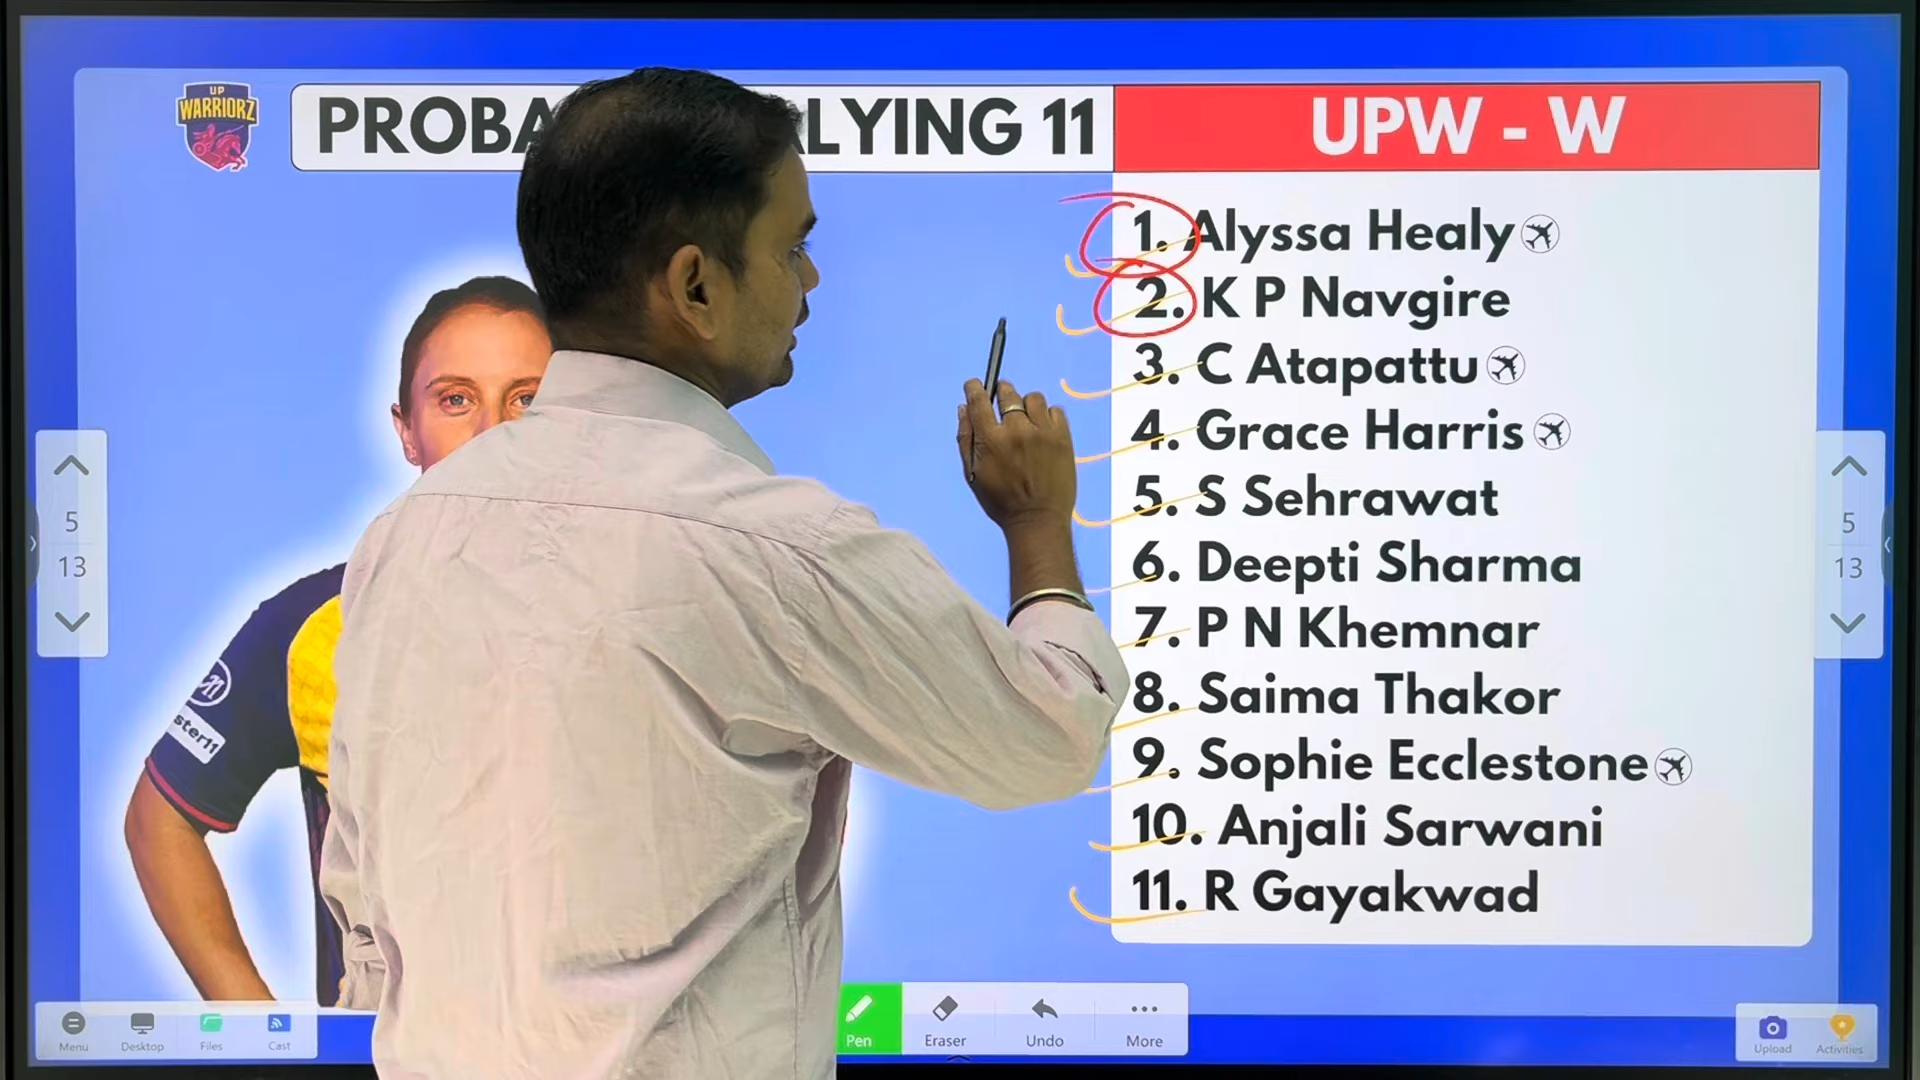 UP
WARRIORZ
PROBA LYING 11
UPW - W
1. Alyssa Healy
2. K P Navgire
3. C Atapattu
4. Grace Harris
5. S Sehrawat
6. Deepti Sharma
7. P N Khemnar
8. Saima Thakor
9. Sophie Ecclestone
10. Anjali Sarwani
11. R Gayakwad
5
13
5
13
ster11
Menu
Desktop
Files
Cast
Pen
Eraser
Undo
More
Upload
Activities